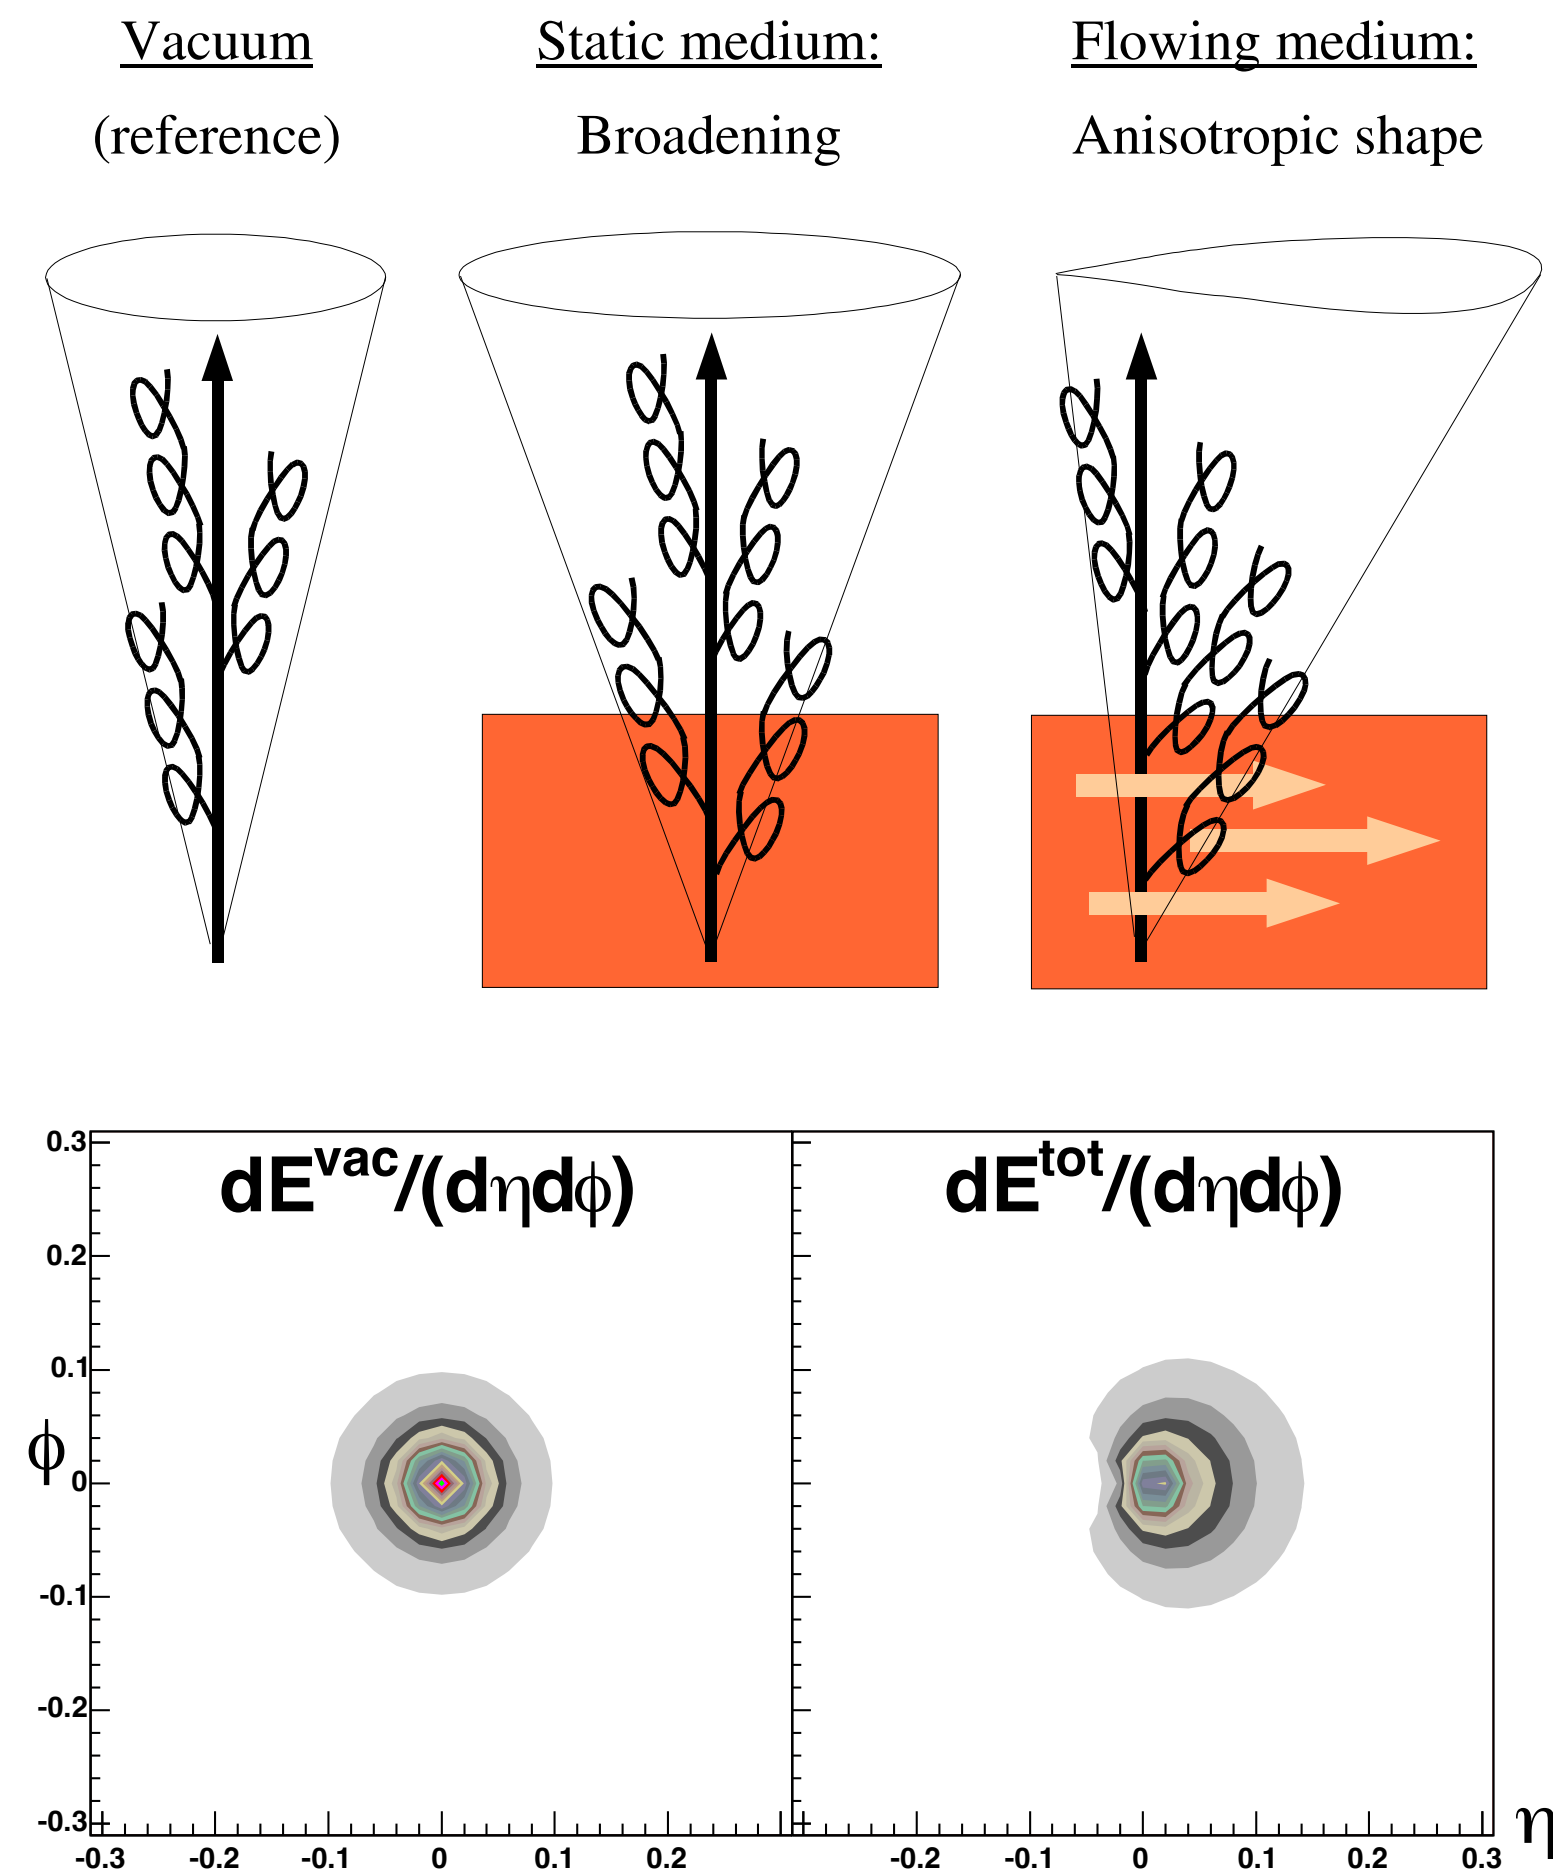 Vacuum
(reference)
Static medium:
Broadening
Flowing medium:
Anisotropic shape
dE^vac/(dηdϕ)
dE^tot/(dηdϕ)
0.3
0.2
0.1
0
-0.1
-0.2
-0.3
ϕ
-0.3 -0.2 -0.1 0 0.1 0.2
-0.2 -0.1 0 0.1 0.2 0.3
η